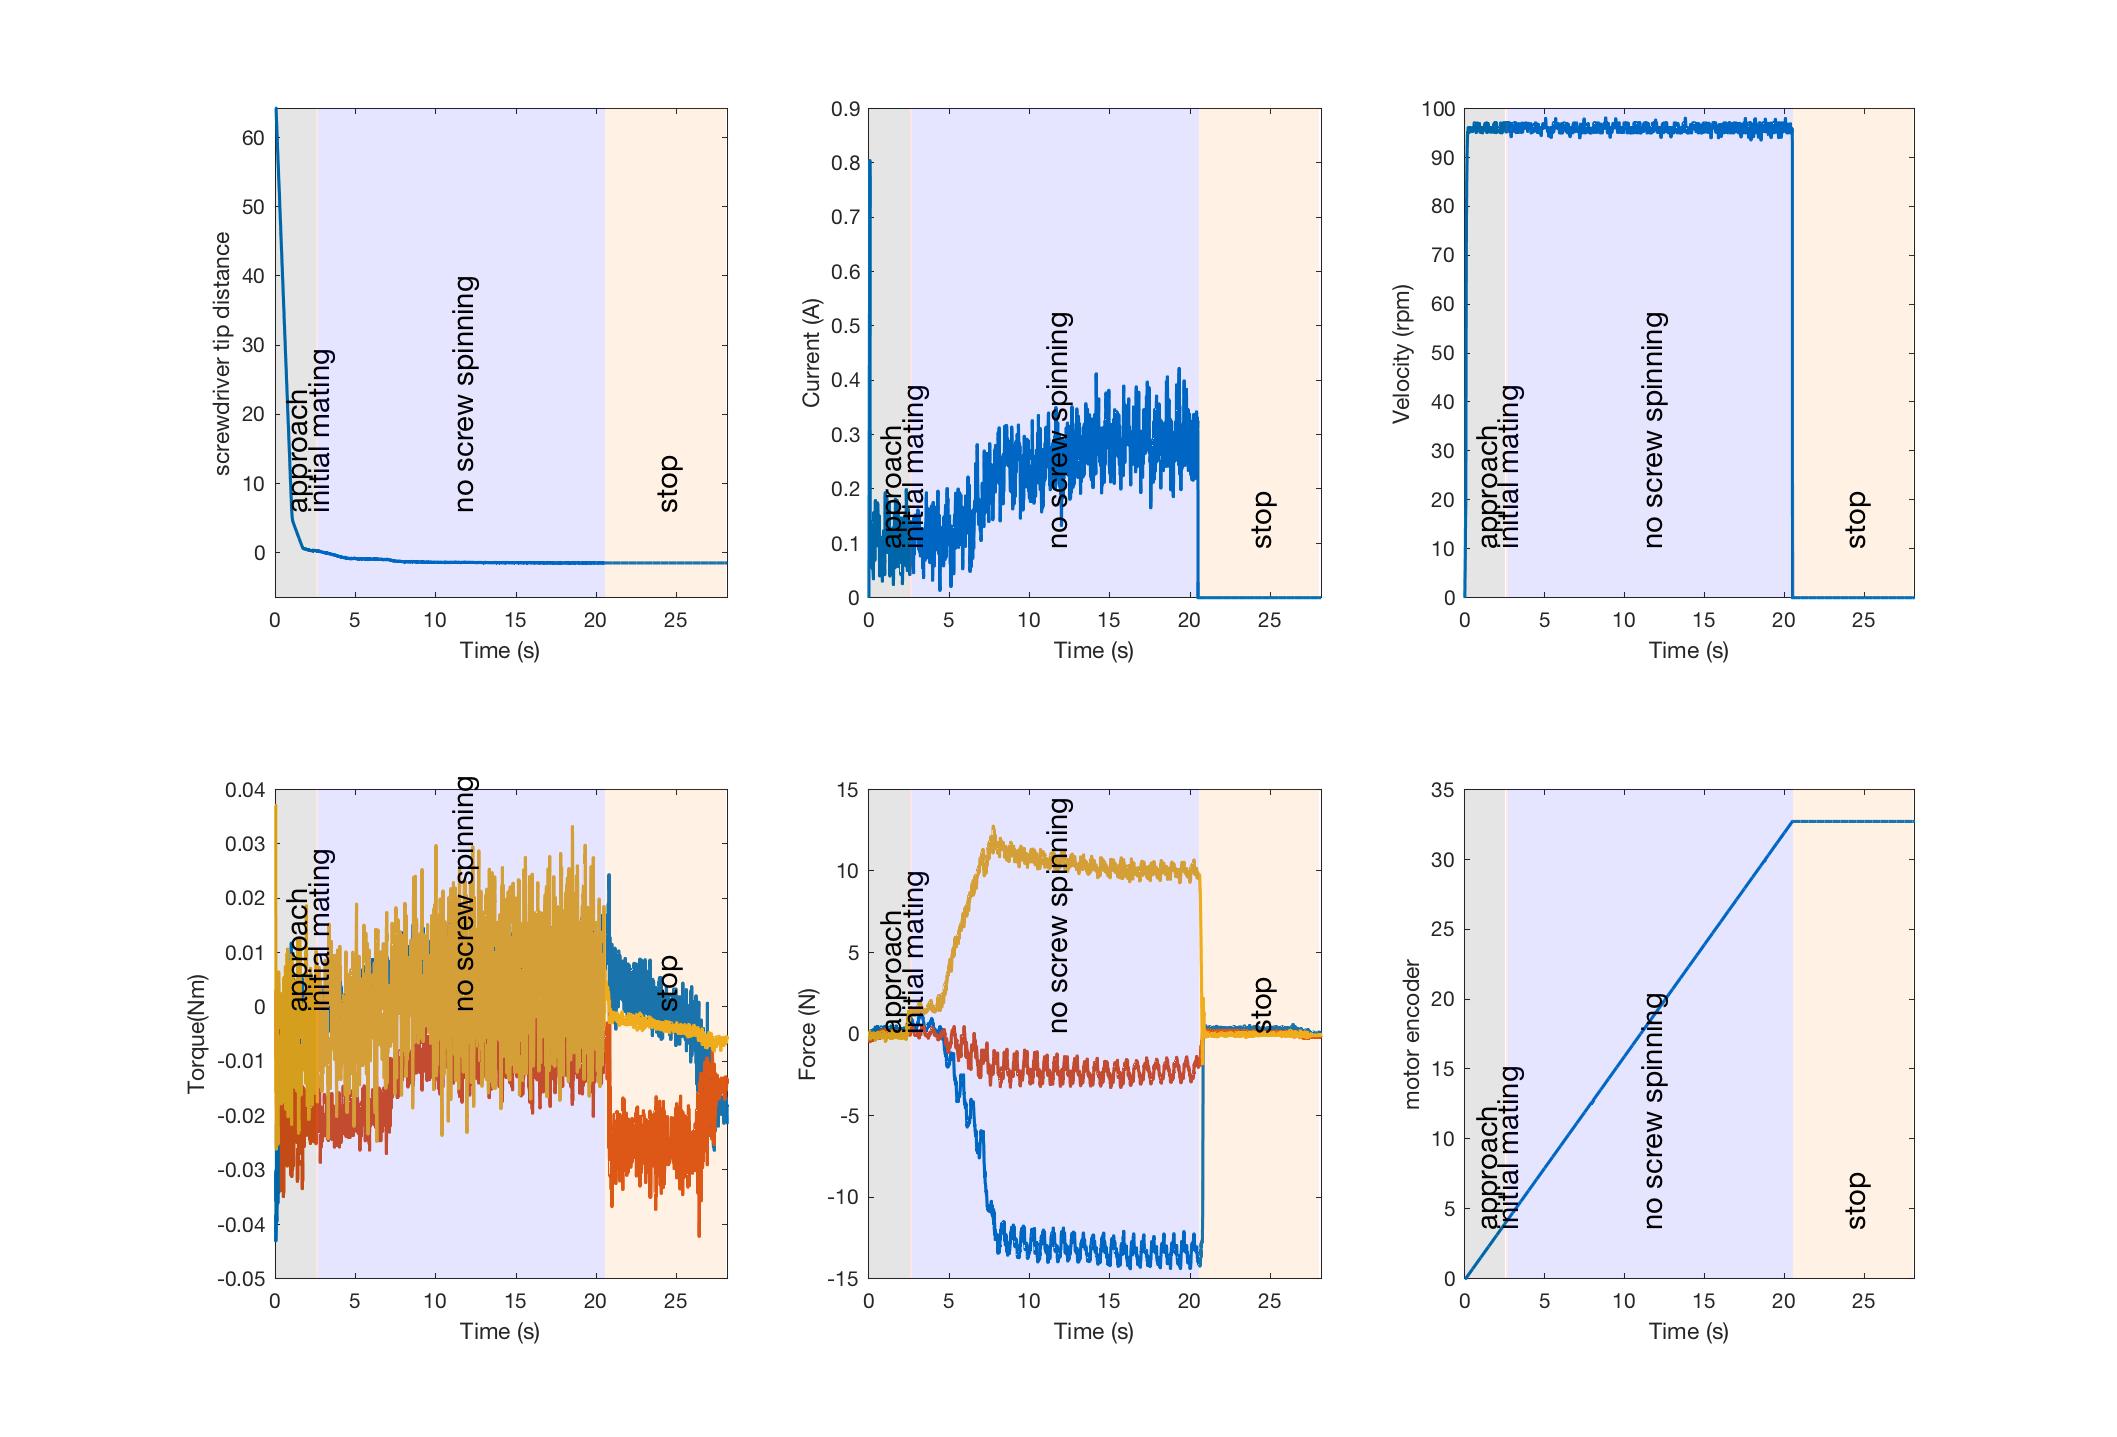 60
50
40
30
20
10
0
screwdriver tip distance
approach
initial mating
no screw spinning
stop
0 5 10 15 20 25
Time (s)
0.9
0.8
0.7
0.6
0.5
0.4
0.3
0.2
0.1
0
Current (A)
approach
initial mating
no screw spinning
stop
0 5 10 15 20 25
Time (s)
100
90
80
70
60
50
40
30
20
10
0
Velocity (rpm)
approach
initial mating
no screw spinning
stop
0 5 10 15 20 25
Time (s)
0.04
0.03
0.02
0.01
0
-0.01
-0.02
-0.03
-0.04
-0.05
Torque(Nm)
approach
initial mating
no screw spinning
stop
0 5 10 15 20 25
Time (s)
15
10
5
0
-5
-10
-15
Force (N)
approach
initial mating
no screw spinning
stop
0 5 10 15 20 25
Time (s)
35
30
25
20
15
10
5
0
motor encoder
approach
initial mating
no screw spinning
stop
0 5 10 15 20 25
Time (s)